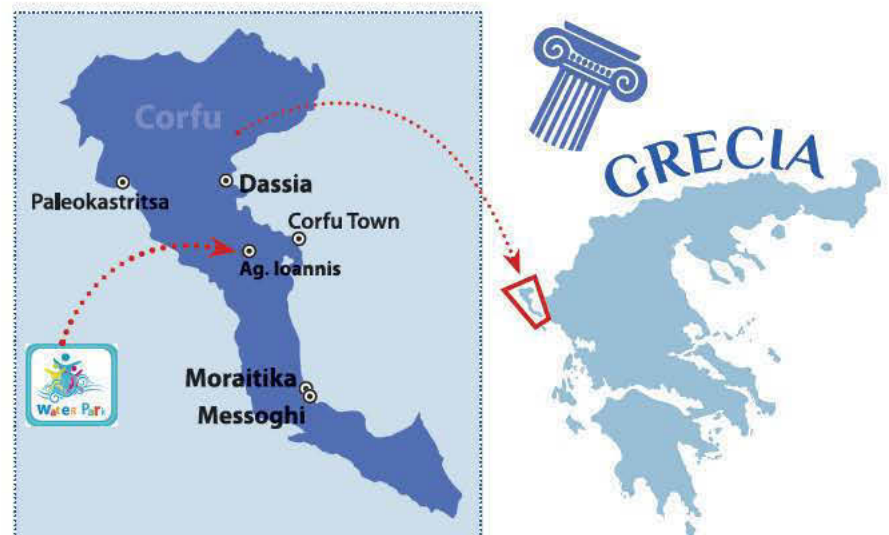 Corfu
GRECIA
Dassia
Paleokastritsa
Corfu Town
Ag. Ioannis
Moraitika
Messoghi
Water Park